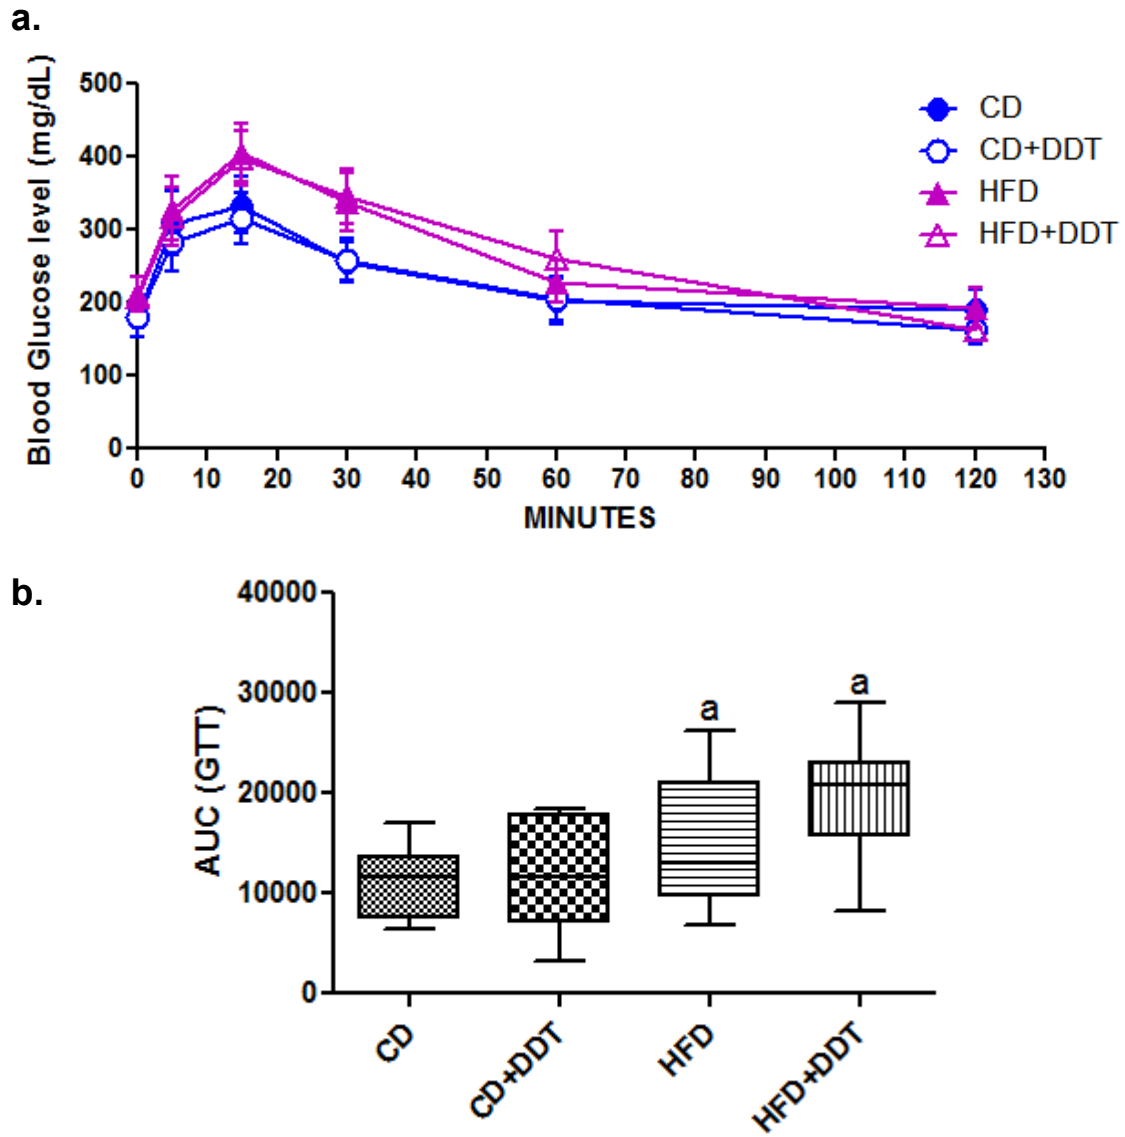 a.
Blood Glucose level (mg/dL)
500
400
300
200
100
0
0 10 20 30 40 50 60 70 80 90 100 110 120 130
MINUTES
CD
CD+DDT
HFD
HFD+DDT
b.
AUC (GTT)
40000
30000
20000
10000
0
a
a
CD
CD+DDT
HFD
HFD+DDT